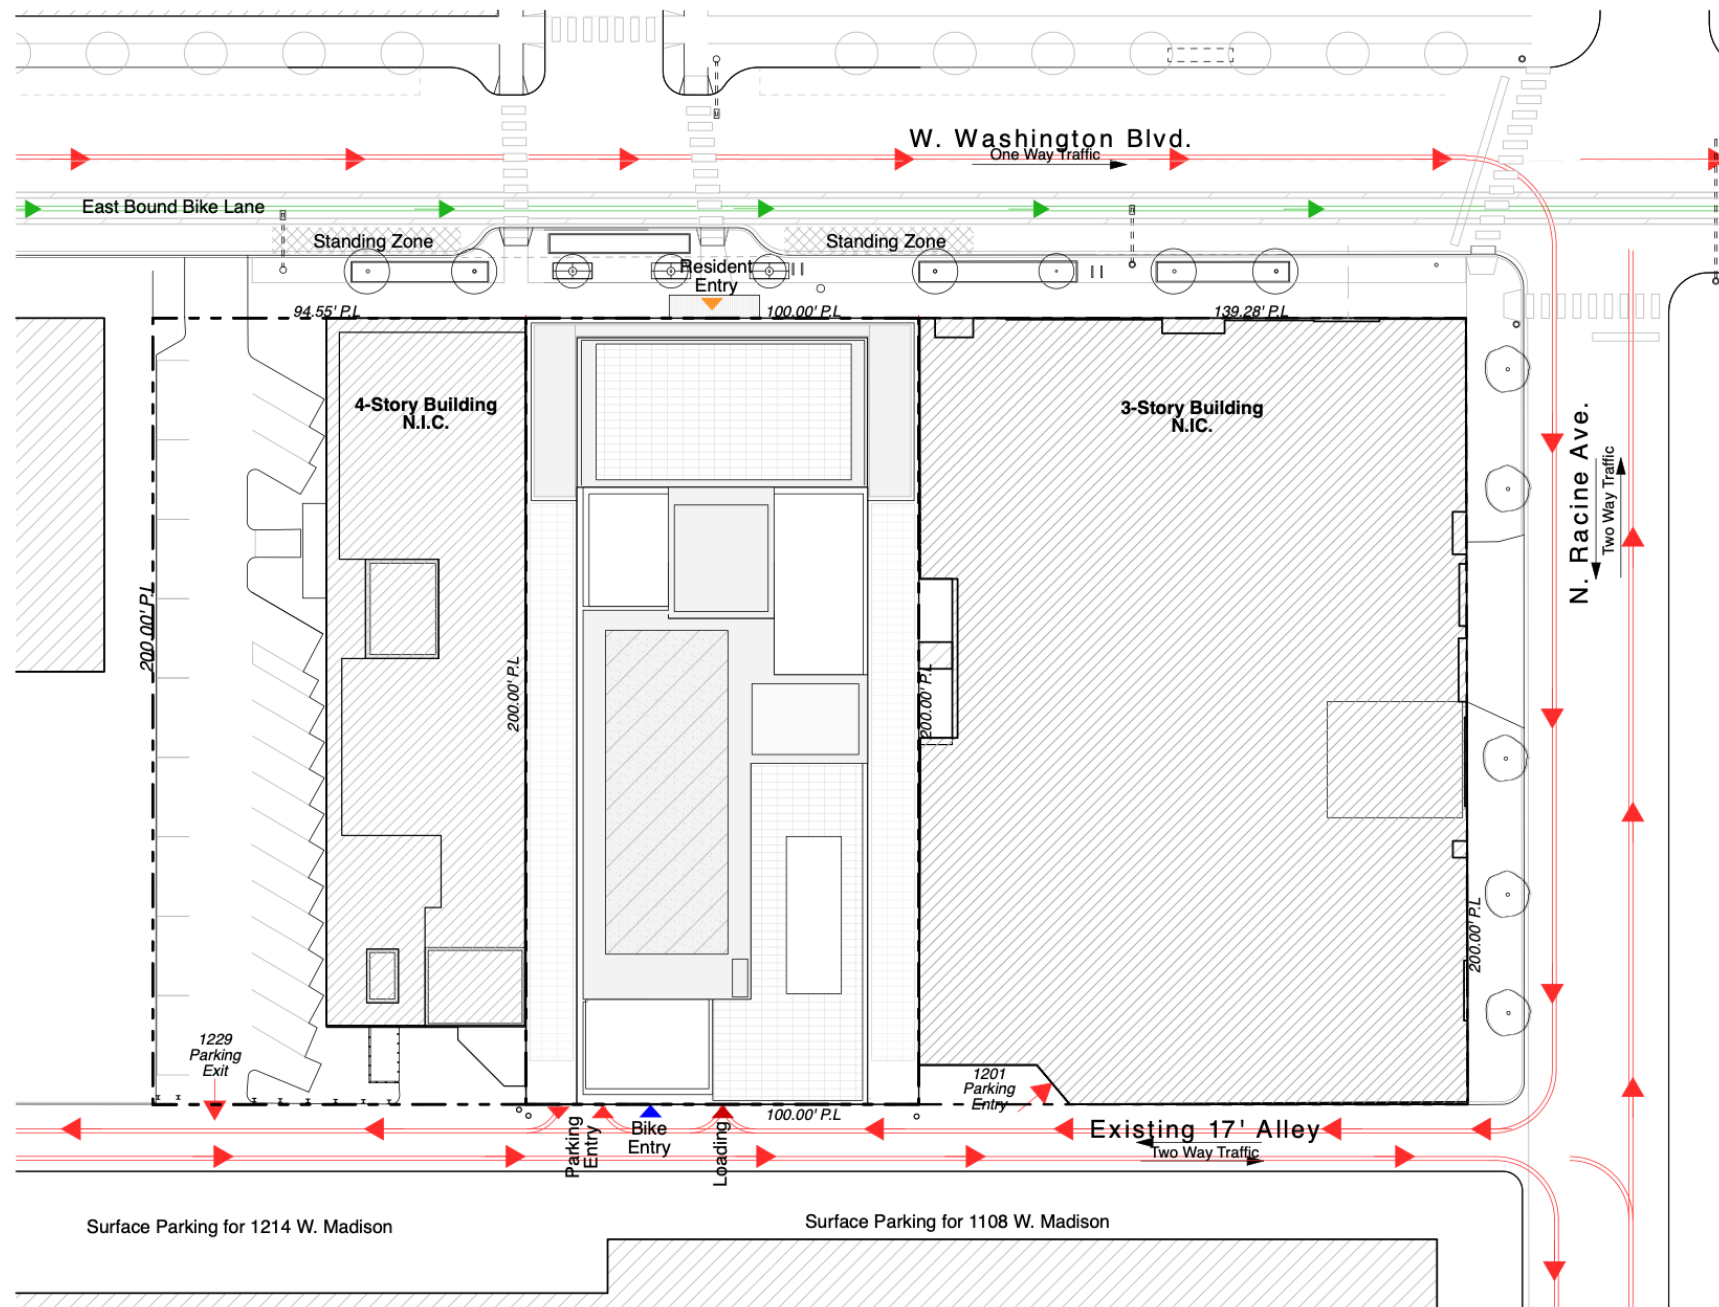 W. Washington Blvd.
One Way Traffic
East Bound Bike Lane
Standing Zone
Standing Zone
Resident
Entry
94.55' P.L
100.00' P.L
139.28' P.L
4-Story Building
N.I.C.
3-Story Building
N.IC.
N. Racine Ave.
Two Way Traffic
200.00' P.L
200.00' P.L
200.00' P.L
200.00' P.L
1229
Parking
Exit
1201
Parking
Entry
100.00' P.L
Parking
Entry
Bike
Entry
Loading
Existing 17' Alley
Two Way Traffic
Surface Parking for 1214 W. Madison
Surface Parking for 1108 W. Madison